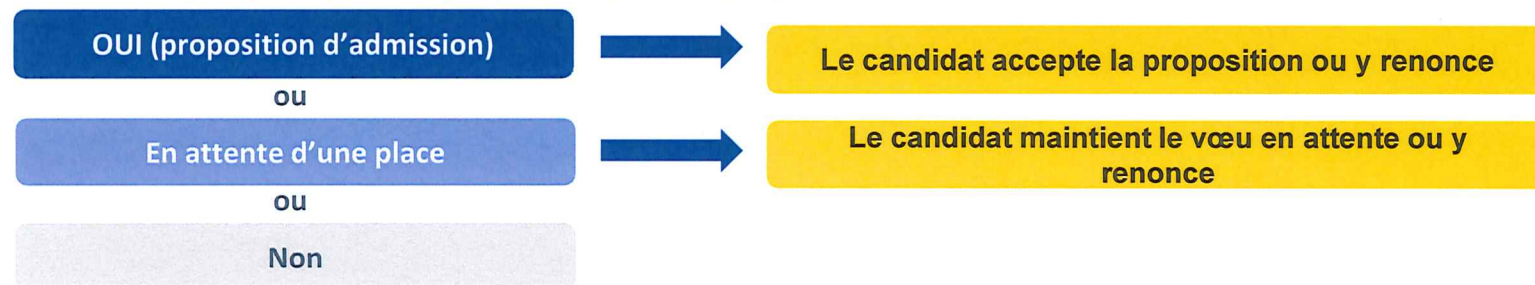 OUI (proposition d'admission)
Le candidat accepte la proposition ou y renonce
ou
En attente d'une place
Le candidat maintient le vœu en attente ou y
renonce
ou
Non